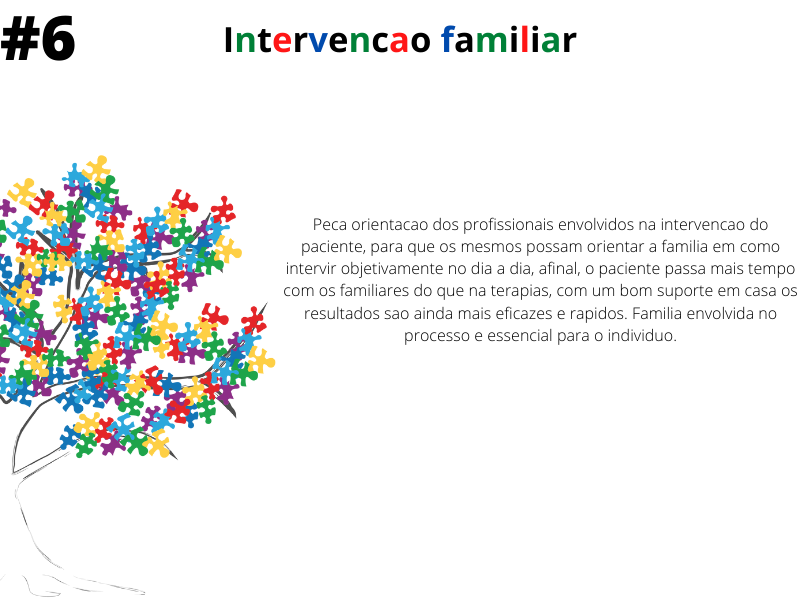 #6
Intervencao familiar
Peca orientacao dos profissionais envolvidos na intervencao do
paciente, para que os mesmos possam orientar a familia em como
intervir objetivamente no dia a dia, afinal, o paciente passa mais tempo
com os familiares do que na terapias, com um bom suporte em casa os
resultados sao ainda mais eficazes e rapidos. Familia envolvida no
processo e essencial para o individuo.